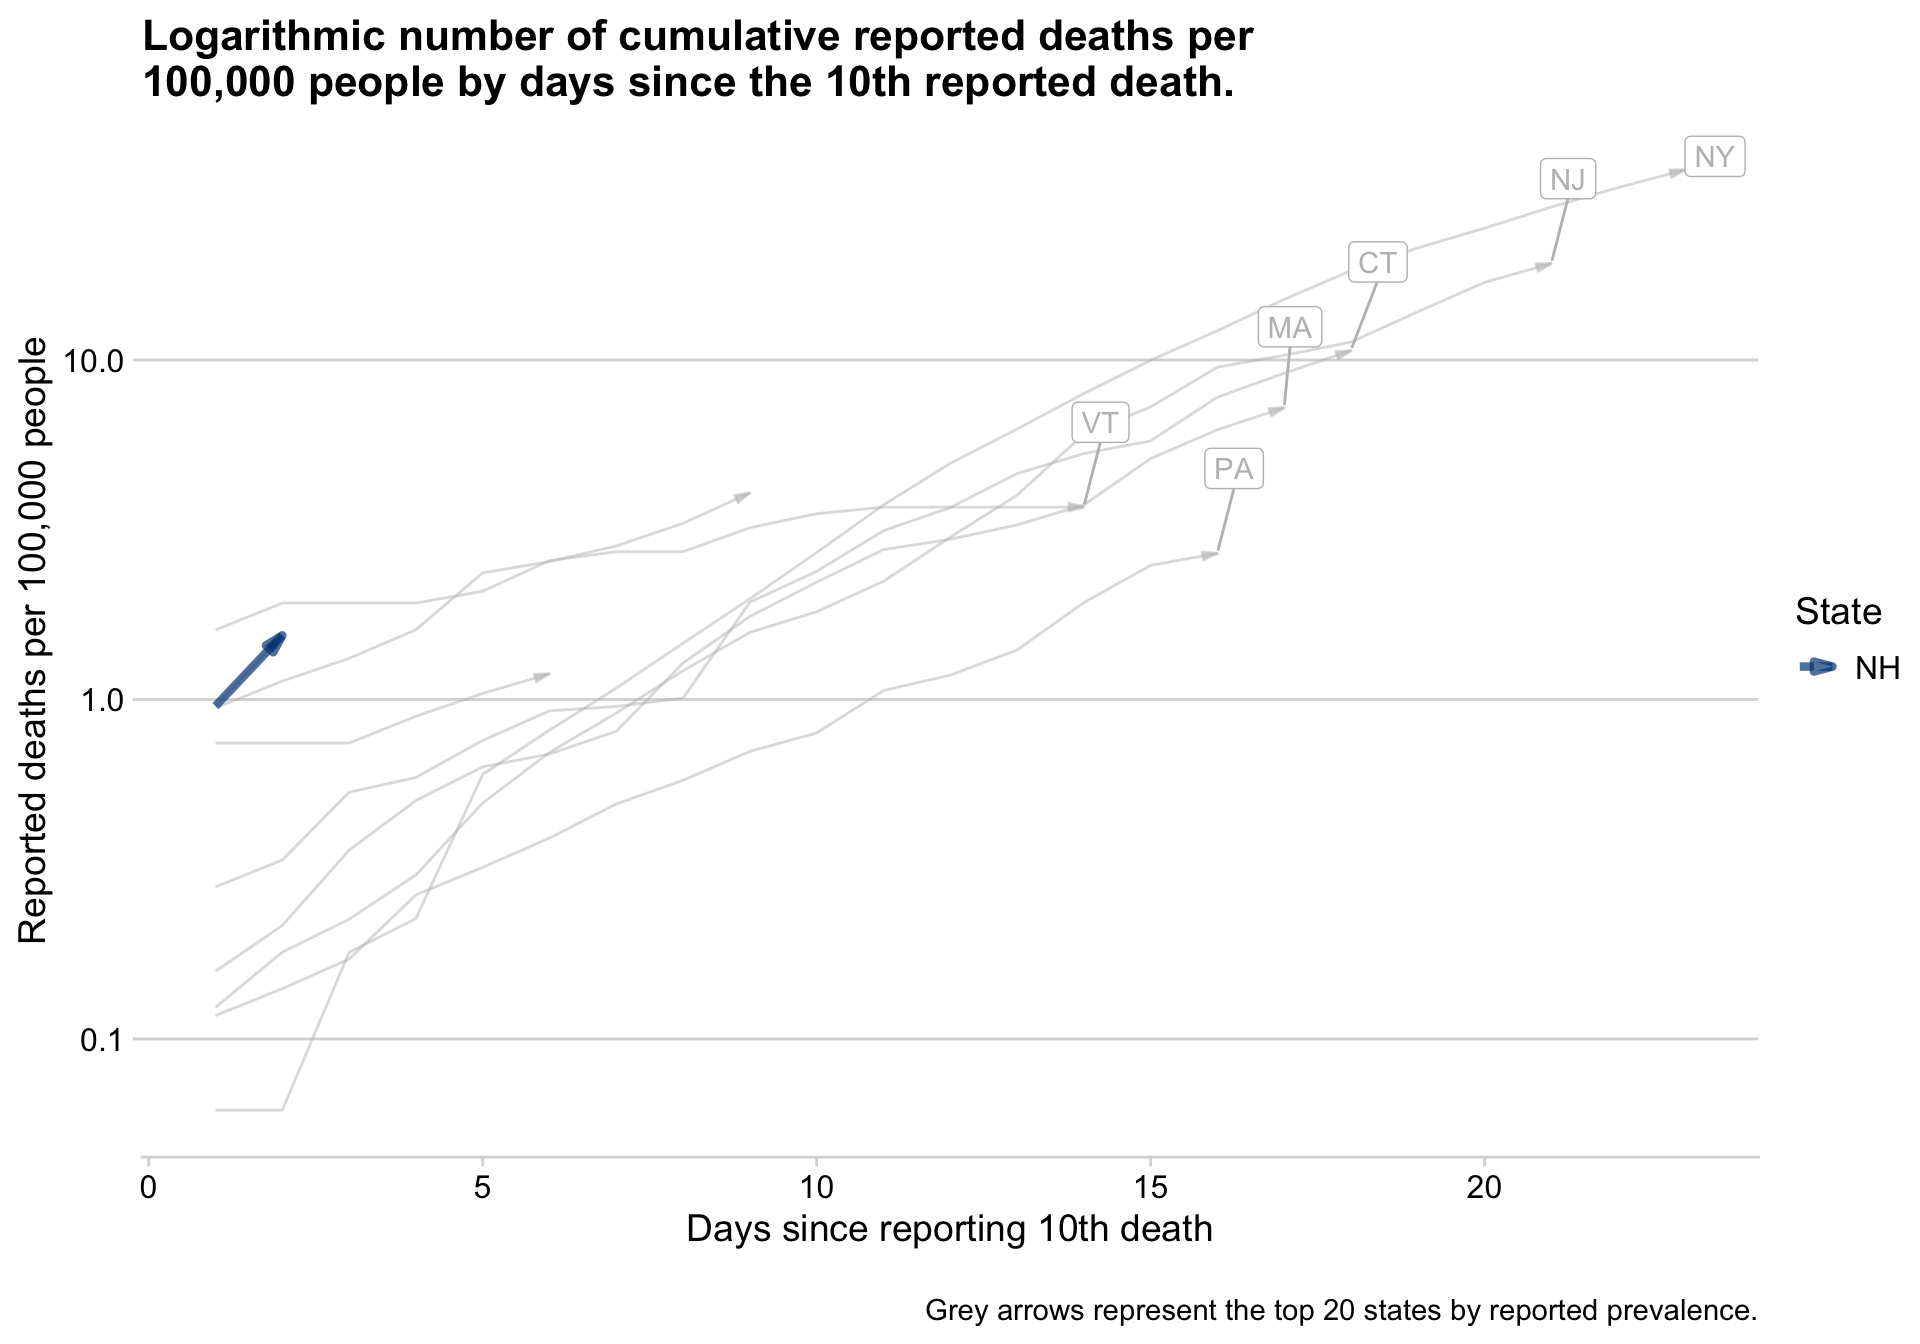 Logarithmic number of cumulative reported deaths per
100,000 people by days since the 10th reported death.
Reported deaths per 100,000 people
10.0
1.0
0.1
NY
NJ
CT
MA
VT
PA
State
NH
0 5 10 15 20
Days since reporting 10th death
Grey arrows represent the top 20 states by reported prevalence.